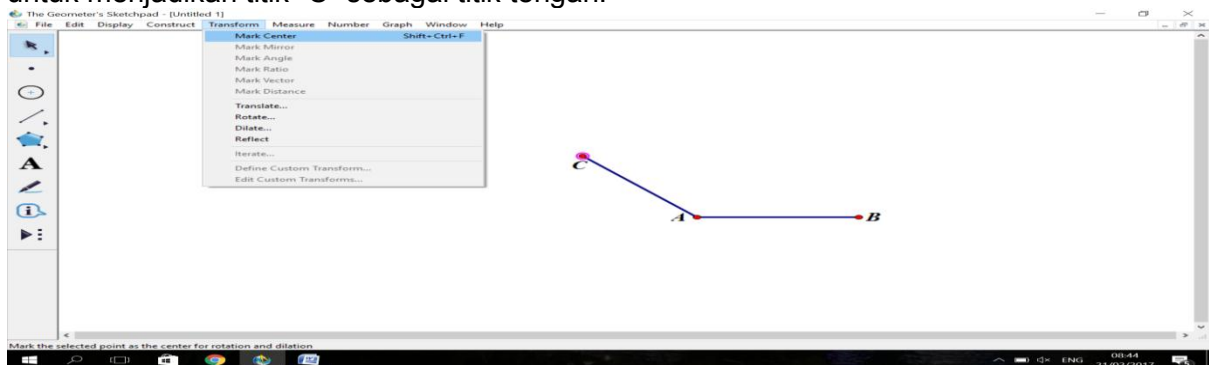 untuk menjadikan titik "C" sebagai titik tengah.
The Geometer's Sketchpad - [Untitled 1]
File Edit Display Construct Transform Measure Number Graph Window Help
Mark Center Shift+Ctrl+F
Mark Mirror
Mark Angle
Mark Ratio
Mark Vector
Mark Distance
Translate...
Rotate...
Dilate...
Reflect
Iterate...
Define Custom Transform...
Edit Custom Transforms...
A
C
A
B
Mark the selected point as the center for rotation and dilation
ENG
08:44
21/03/2017